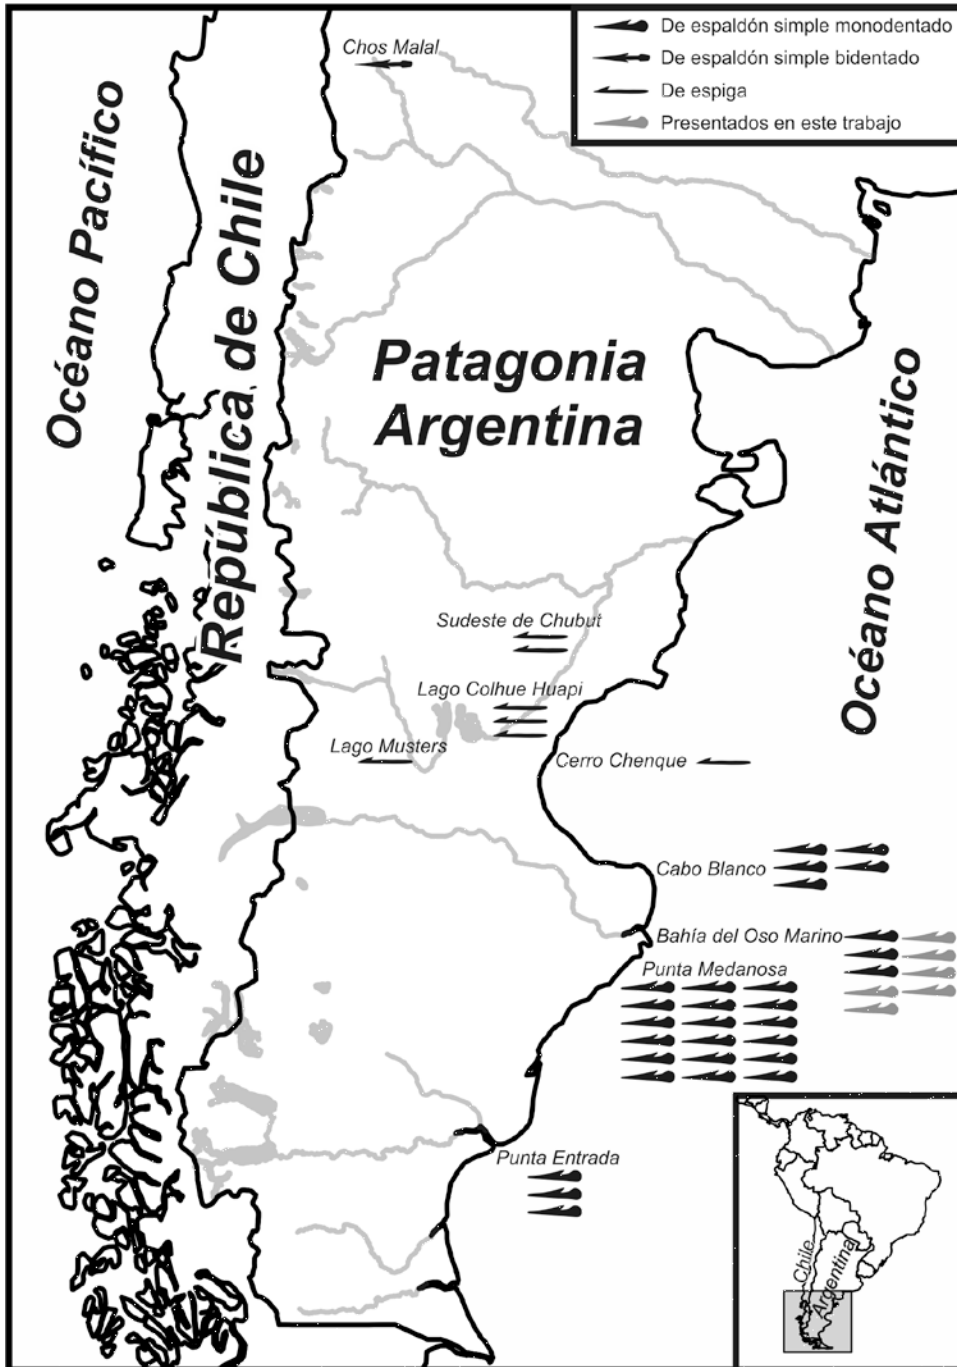 De espaldón simple monodentado
De espaldón simple bidentado
De espiga
Presentados en este trabajo
Chos Malal
Océano Pacífico
República de Chile
Patagonia
Argentina
Océano Atlántico
Sudeste de Chubut
Lago Colhue Huapi
Lago Musters
Cerro Chenque
Cabo Blanco
Bahía del Oso Marino
Punta Medanosa
Punta Entrada
Chile
Argentina